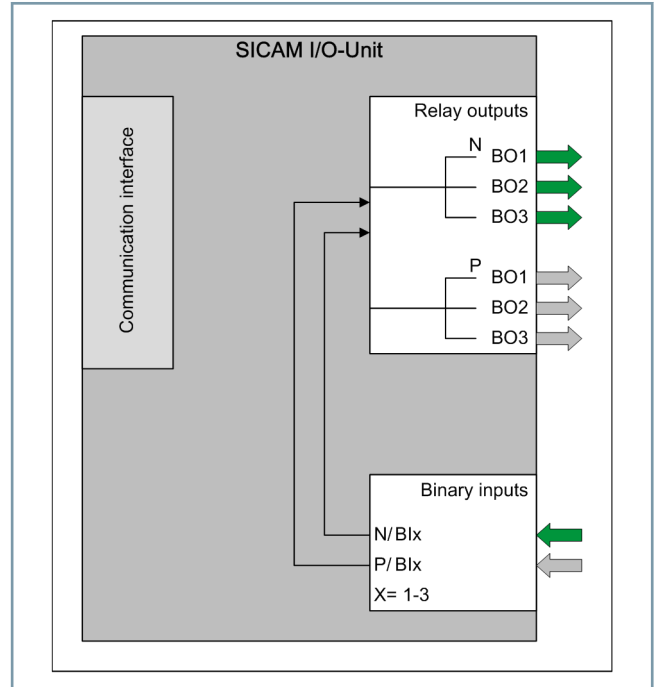 SICAM I/O-Unit
Communication interface
Relay outputs
N
BO1
BO2
BO3
P
BO1
BO2
BO3
Binary inputs
N/BIx
P/BIx
X= 1-3